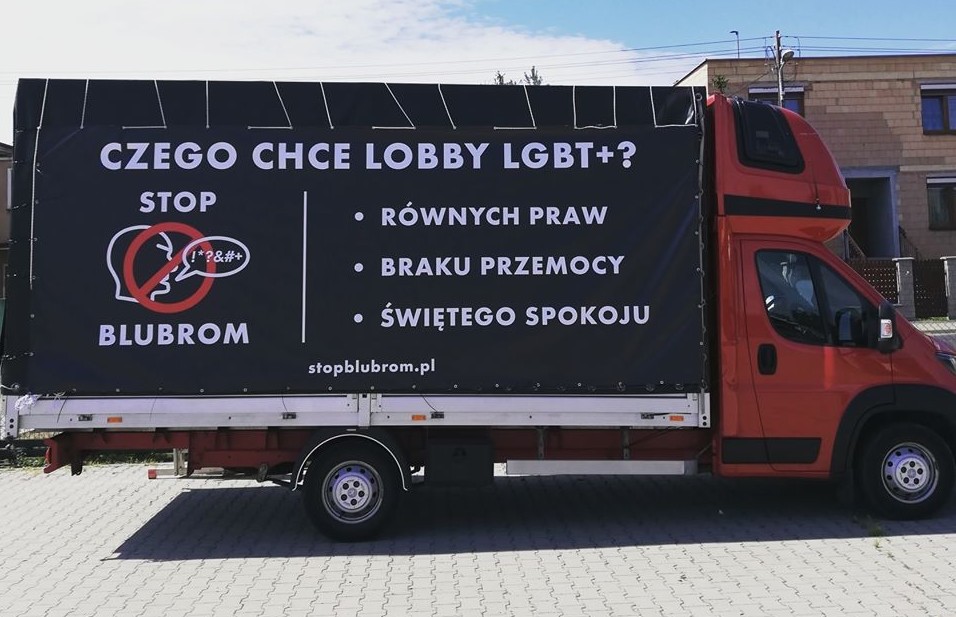 CZEGO CHCE LOBBY LGBT+?
STOP
!*?&#+
BLUBROM
• RÓWNYCH PRAW
• BRAKU PRZEMOCY
• ŚWIĘTEGO SPOKOJU
stopblubrom.pl